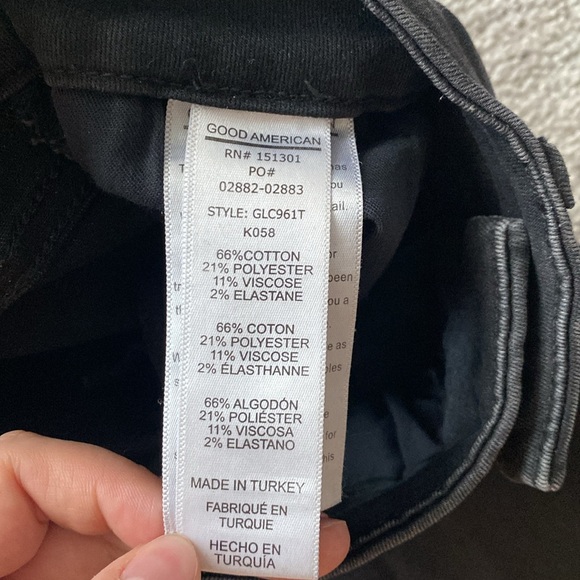 GOOD AMERICAN
RN# 151301
PO#
02882-02883
STYLE: GLC961T
K058
66%COTTON
21% POLYESTER
11% VISCOSE
2% ELASTANE
66% COTON
21% POLYESTER
11% VISCOSE
2% ÉLASTHANNE
66% ALGODÓN
21% POLIÉSTER
11% VISCOSA
2% ELASTANO
MADE IN TURKEY
FABRIQUÉ EN
TURQUIE
HECHO EN
TURQUÍA